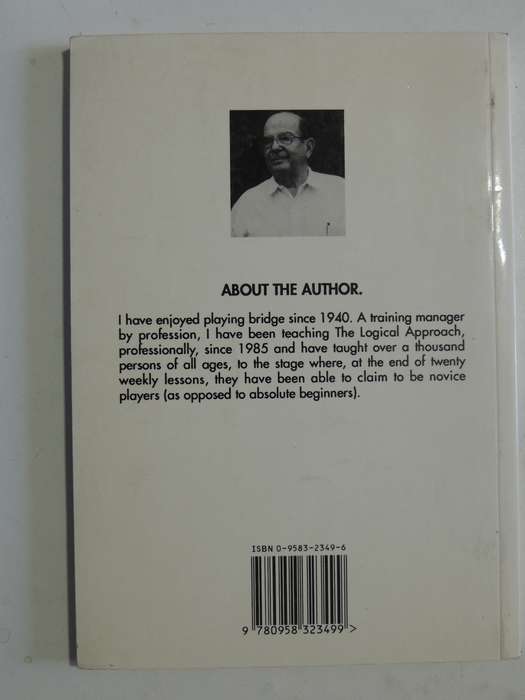 ABOUT THE AUTHOR.
I have enjoyed playing bridge since 1940. A training manager
by profession, I have been teaching The Logical Approach,
professionally, since 1985 and have taught over a thousand
persons of all ages, to the stage where, at the end of twenty
weekly lessons, they have been able to claim to be novice
players (as opposed to absolute beginners).
ISBN 0-9583-2349-6
9 780958 323499 >